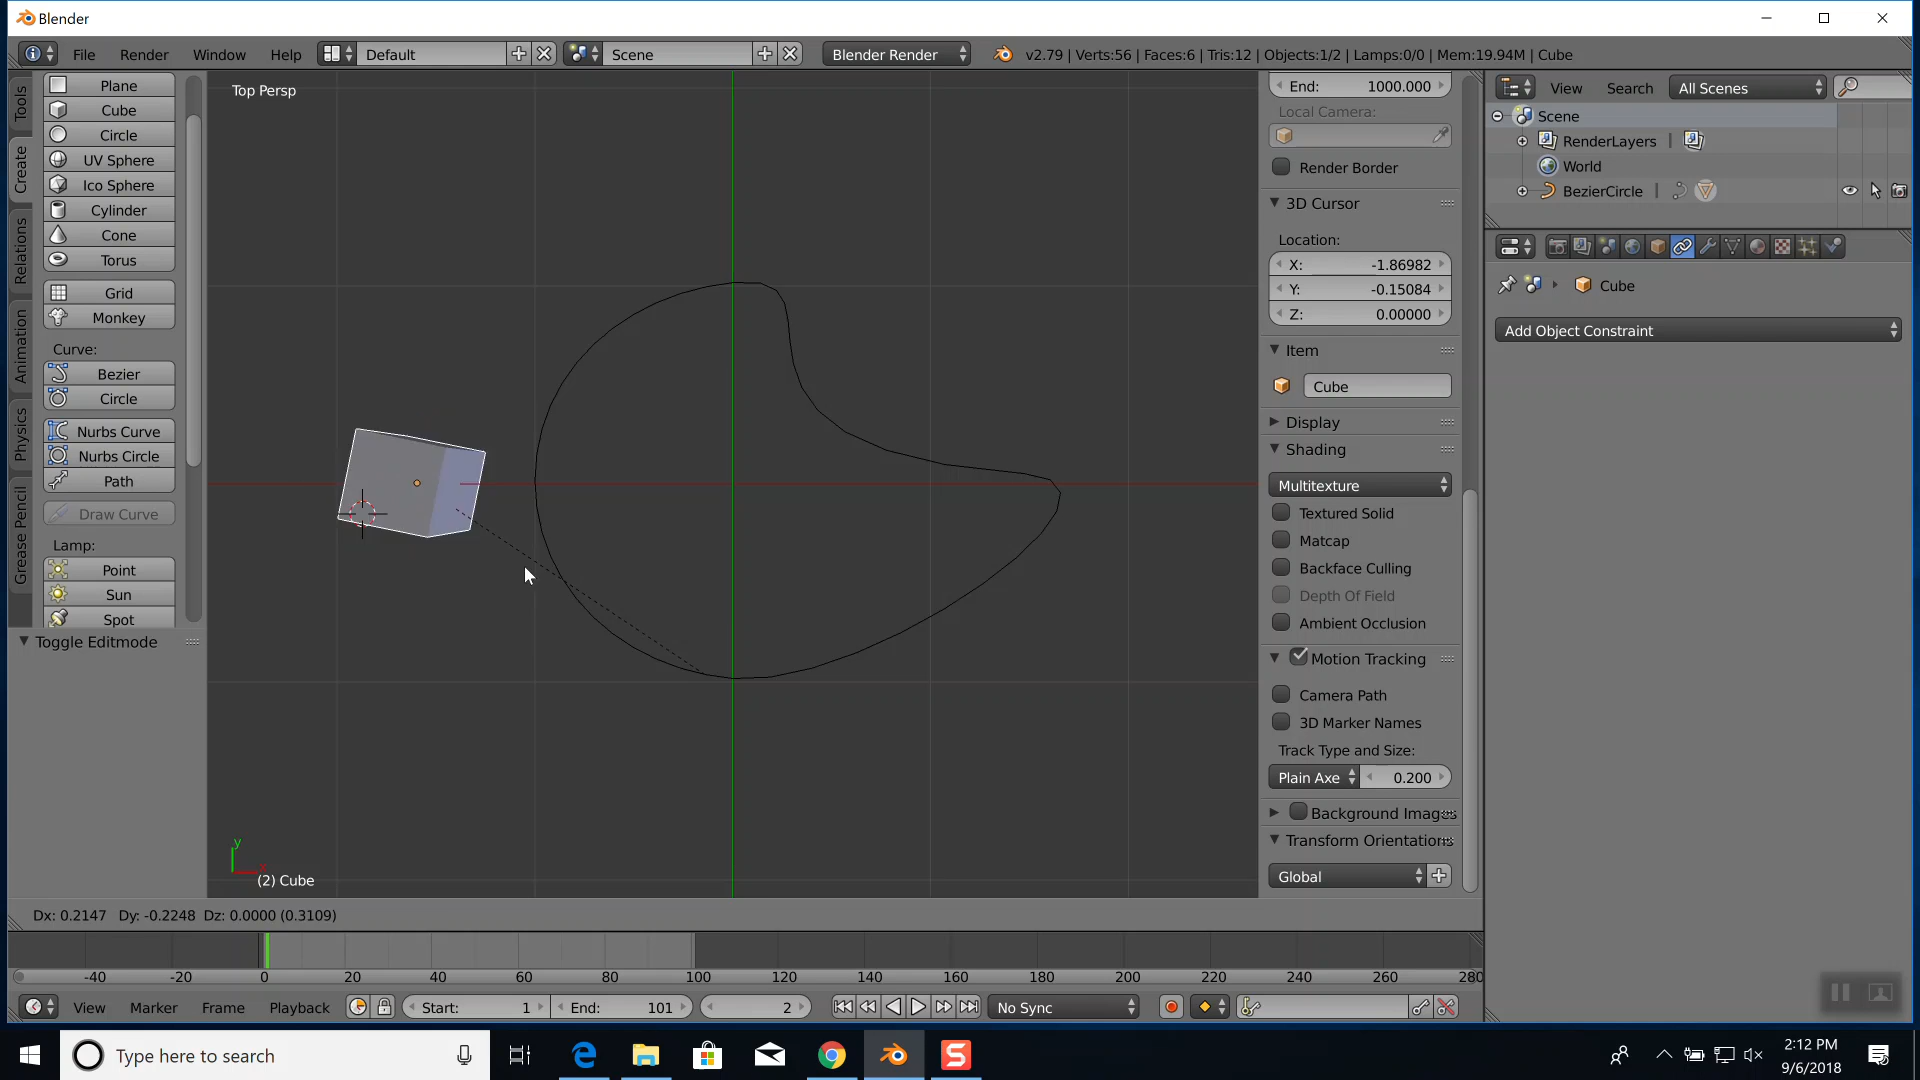 Blender
File Render Window Help Default Scene Blender Render v2.79 | Verts:56 | Faces:6 | Tris:12 | Objects:1/2 | Lamps:0/0 | Mem:19.94M | Cube
Tools
Create
Relations
Animation
Physics
Grease Pencil
Plane
Cube
Circle
UV Sphere
Ico Sphere
Cylinder
Cone
Torus
Grid
Monkey
Curve:
Bezier
Circle
Nurbs Curve
Nurbs Circle
Path
Draw Curve
Lamp:
Point
Sun
Spot
Toggle Editmode
Top Persp
y
x
(2) Cube
End: 1000.000
Local Camera:
Render Border
3D Cursor
Location:
X: -1.86982
Y: -0.15084
Z: 0.00000
Item
Cube
Display
Shading
Multitexture
Textured Solid
Matcap
Backface Culling
Depth Of Field
Ambient Occlusion
Motion Tracking
Camera Path
3D Marker Names
Track Type and Size:
Plain Axe 0.200
Background Images
Transform Orientations
Global
View Search All Scenes
Scene
RenderLayers
World
BezierCircle
Cube
Add Object Constraint
Dx: 0.2147 Dy: -0.2248 Dz: 0.0000 (0.3109)
-40 -20 0 20 40 60 80 100 120 140 160 180 200 220 240 260 280
View Marker Frame Playback Start: 1 End: 101 2 No Sync
Type here to search
2:12 PM
9/6/2018